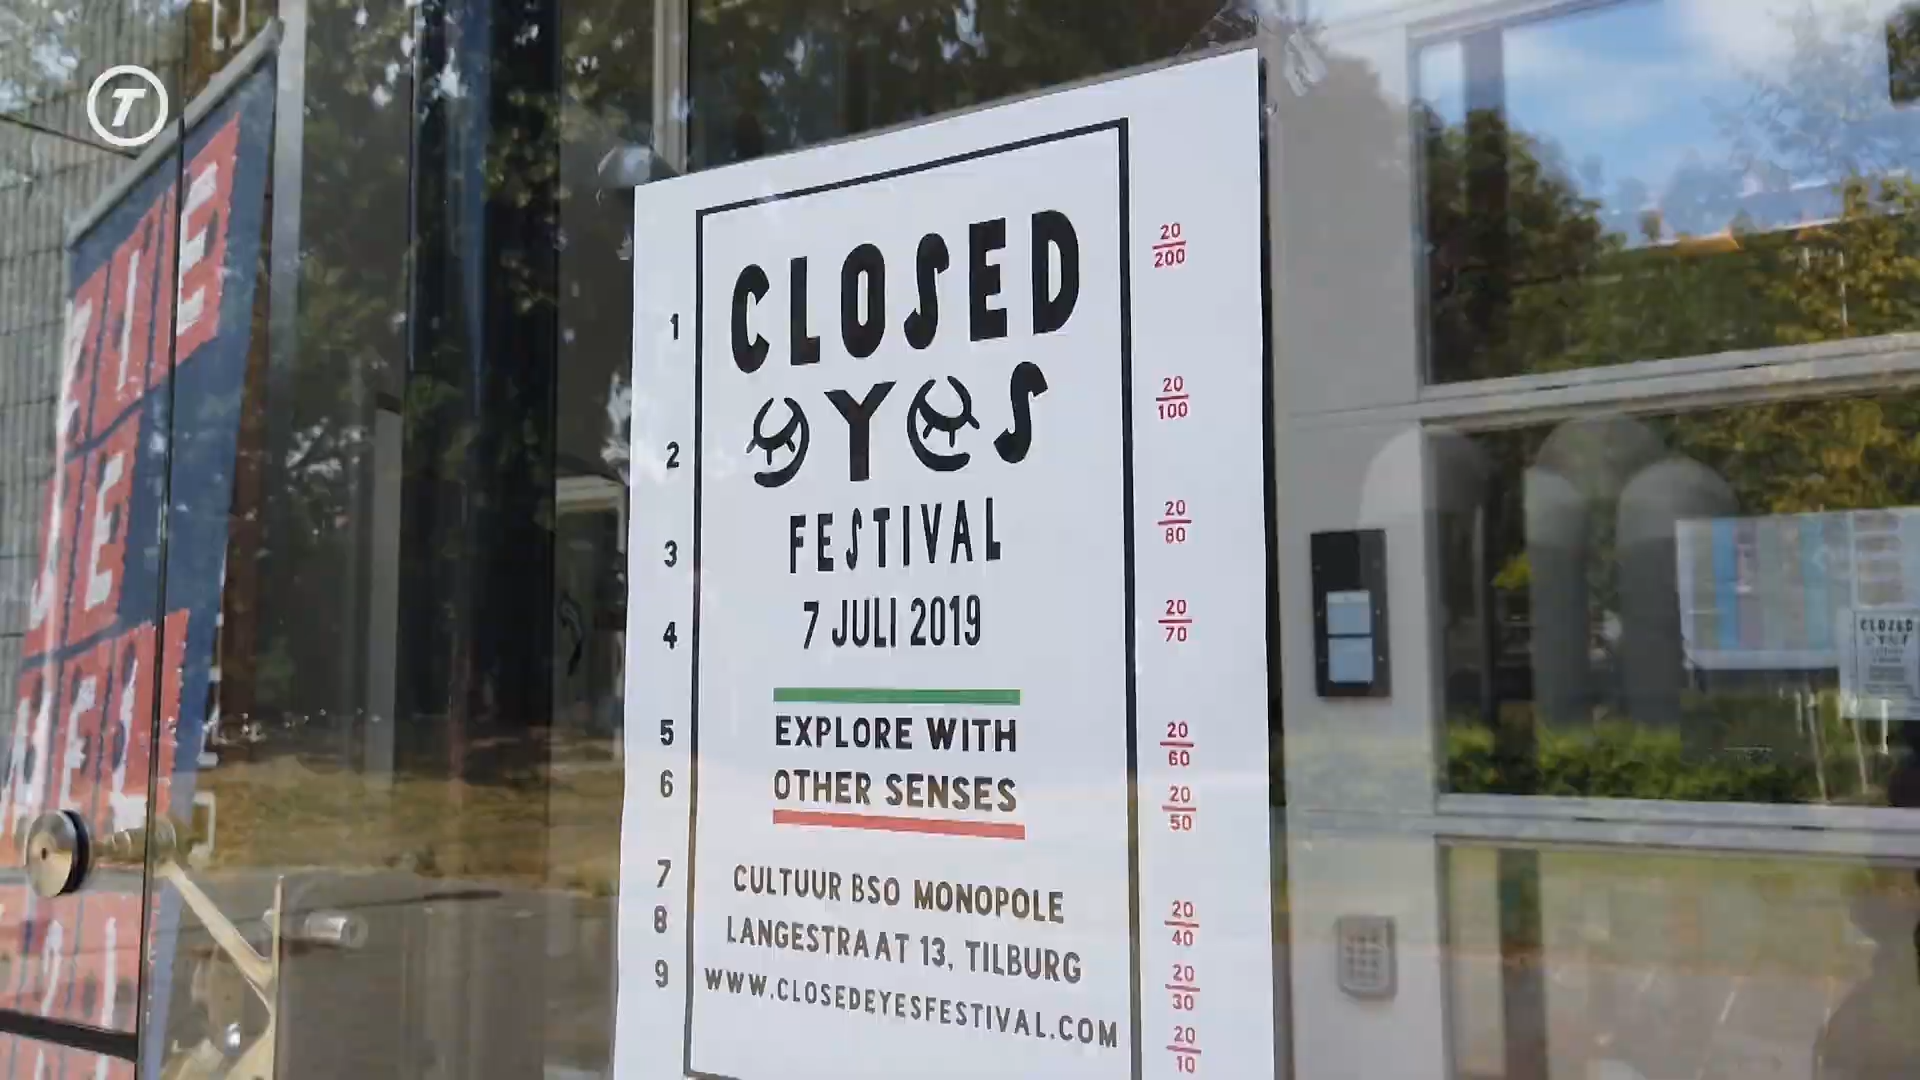 T
1
CLOSED
20
200
2
EYES
20
100
3
FESTIVAL
20
80
4
7 JULI 2019
20
70
5
EXPLORE WITH
20
60
6
OTHER SENSES
20
50
7
CULTUUR BSO MONOPOLE
20
40
8
LANGESTRAAT 13, TILBURG
20
30
9
WWW.CLOSEDEYESFESTIVAL.COM
20
10
CLOSED
EYES